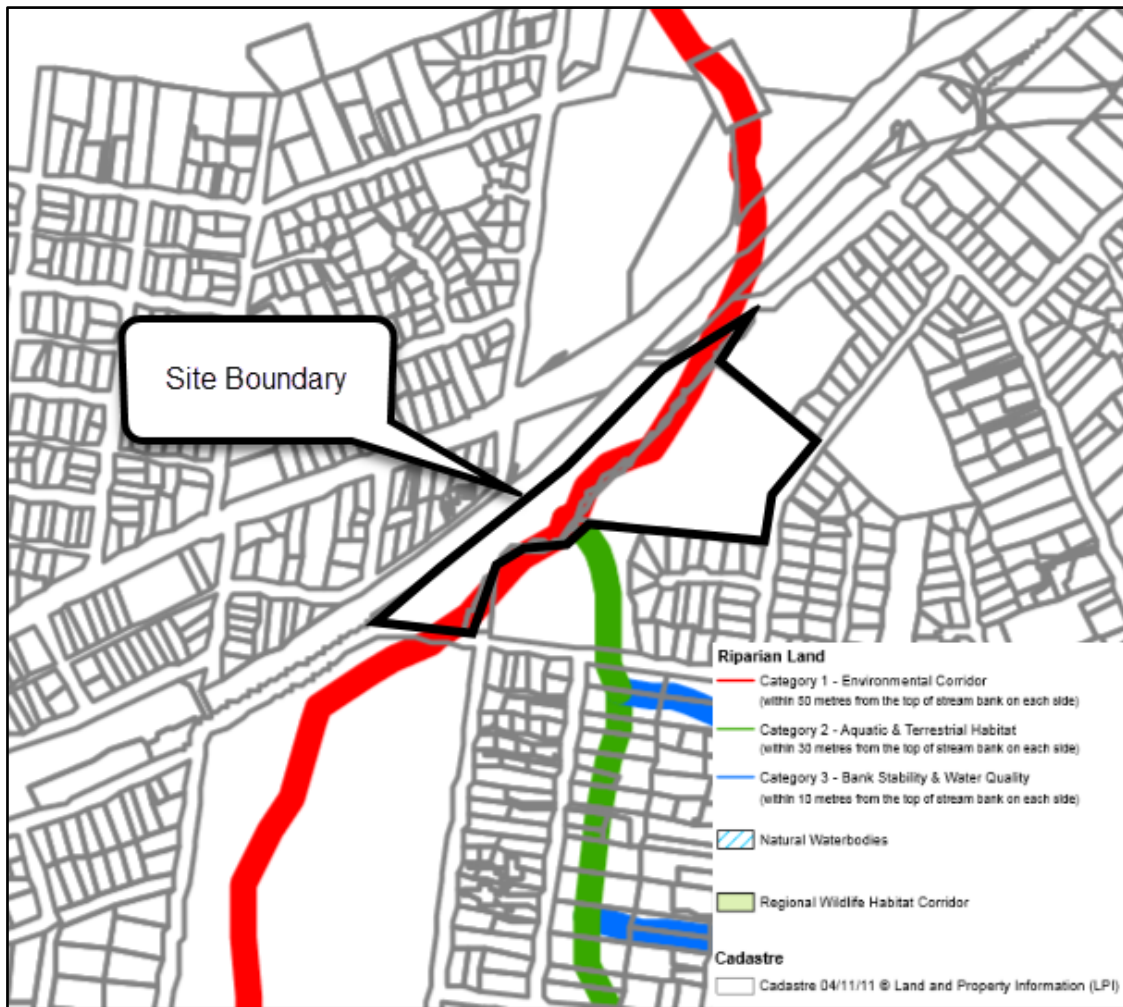 Site Boundary
Riparian Land
Category 1 - Environmental Corridor
(within 50 metres from the top of stream bank on each side)
Category 2 - Aquatic & Terrestrial Habitat
(within 30 metres from the top of stream bank on each side)
Category 3 - Bank Stability & Water Quality
(within 10 metres from the top of stream bank on each side)
Natural Waterbodies
Regional Wildlife Habitat Corridor
Cadastre
Cadastre 04/11/11 © Land and Property Information (LPI)